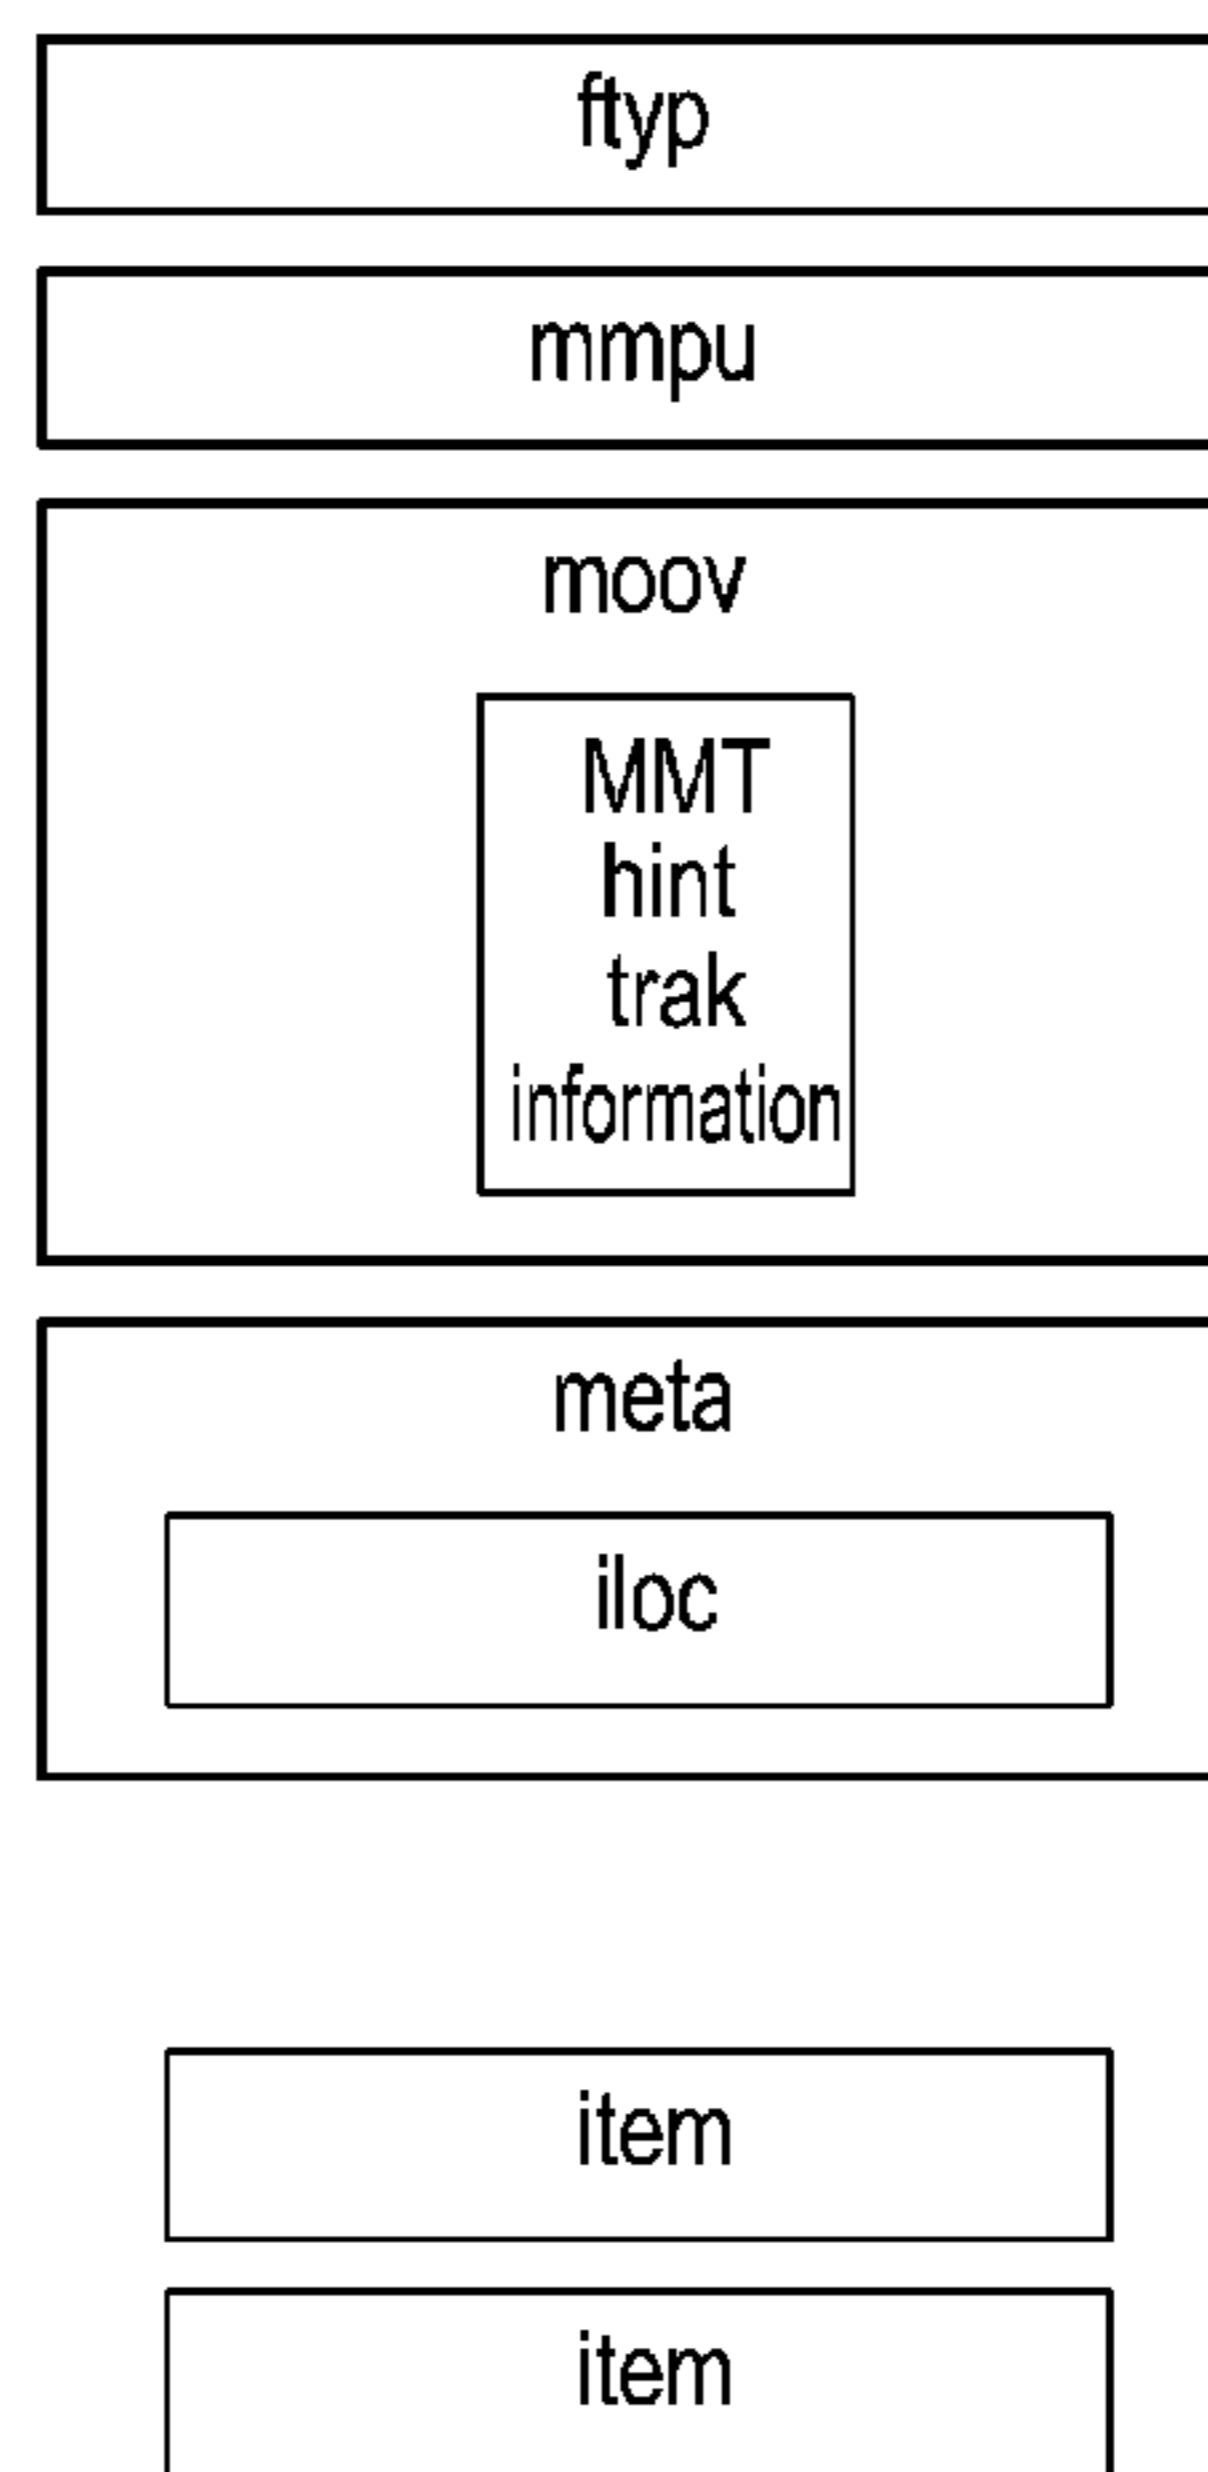 ftyp
mmpu
moov
MMT
hint
trak
information
meta
iloc
item
item